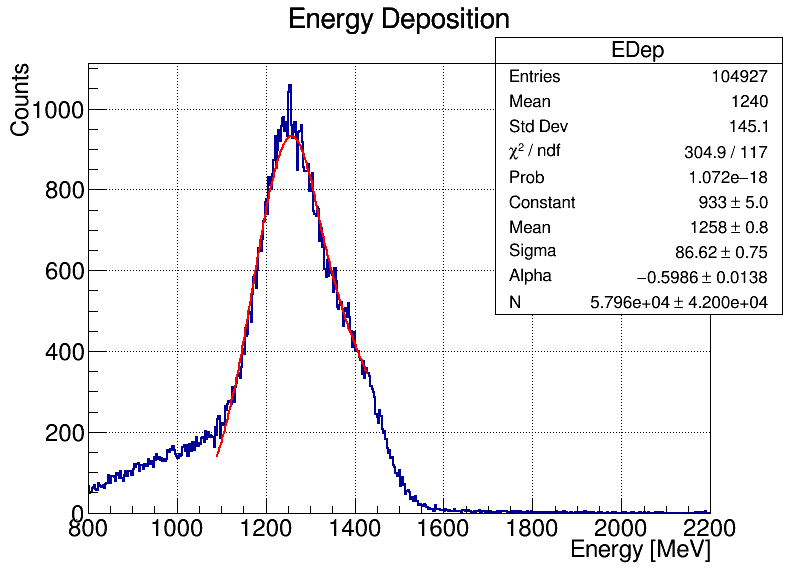 Energy Deposition
EDep
Entries 104927
Mean 1240
Std Dev 145.1
χ² / ndf 304.9 / 117
Prob 1.072e−18
Constant 933 ± 5.0
Mean 1258 ± 0.8
Sigma 86.62 ± 0.75
Alpha −0.5986 ± 0.0138
N 5.796e+04 ± 4.200e+04
Counts
1000
800
600
400
200
0
800 1000 1200 1400 1600 1800 2000 2200
Energy [MeV]